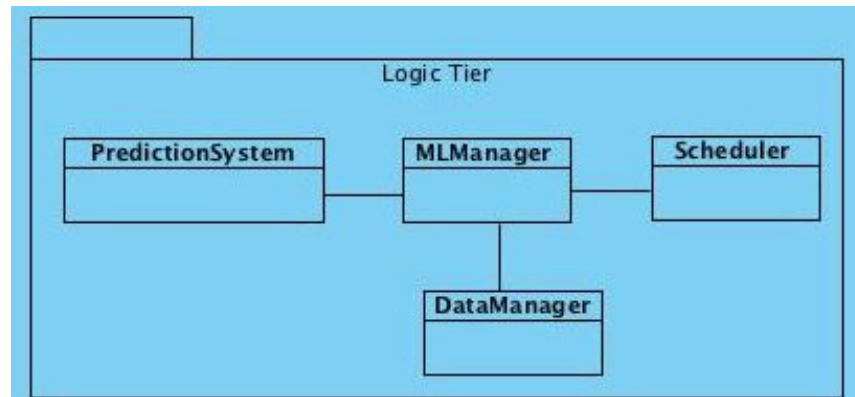 Logic Tier
PredictionSystem
MLManager
Scheduler
DataManager